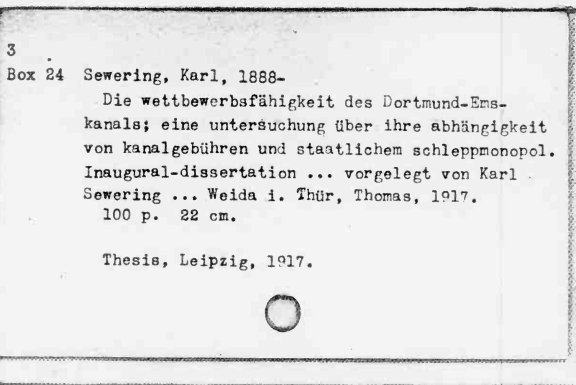 3
Box 24 Sewering, Karl, 1888-
Die wettbewerbsfähigkeit des Dortmund-Ems-
kanals; eine untersuchung über ihre abhängigkeit
von kanalgebühren und staatlichem schleppmonopol.
Inaugural-dissertation ... vorgelegt von Karl
Sewering ... Weida i. Thür, Thomas, 1917.
100 p. 22 cm.
Thesis, Leipzig, 1917.